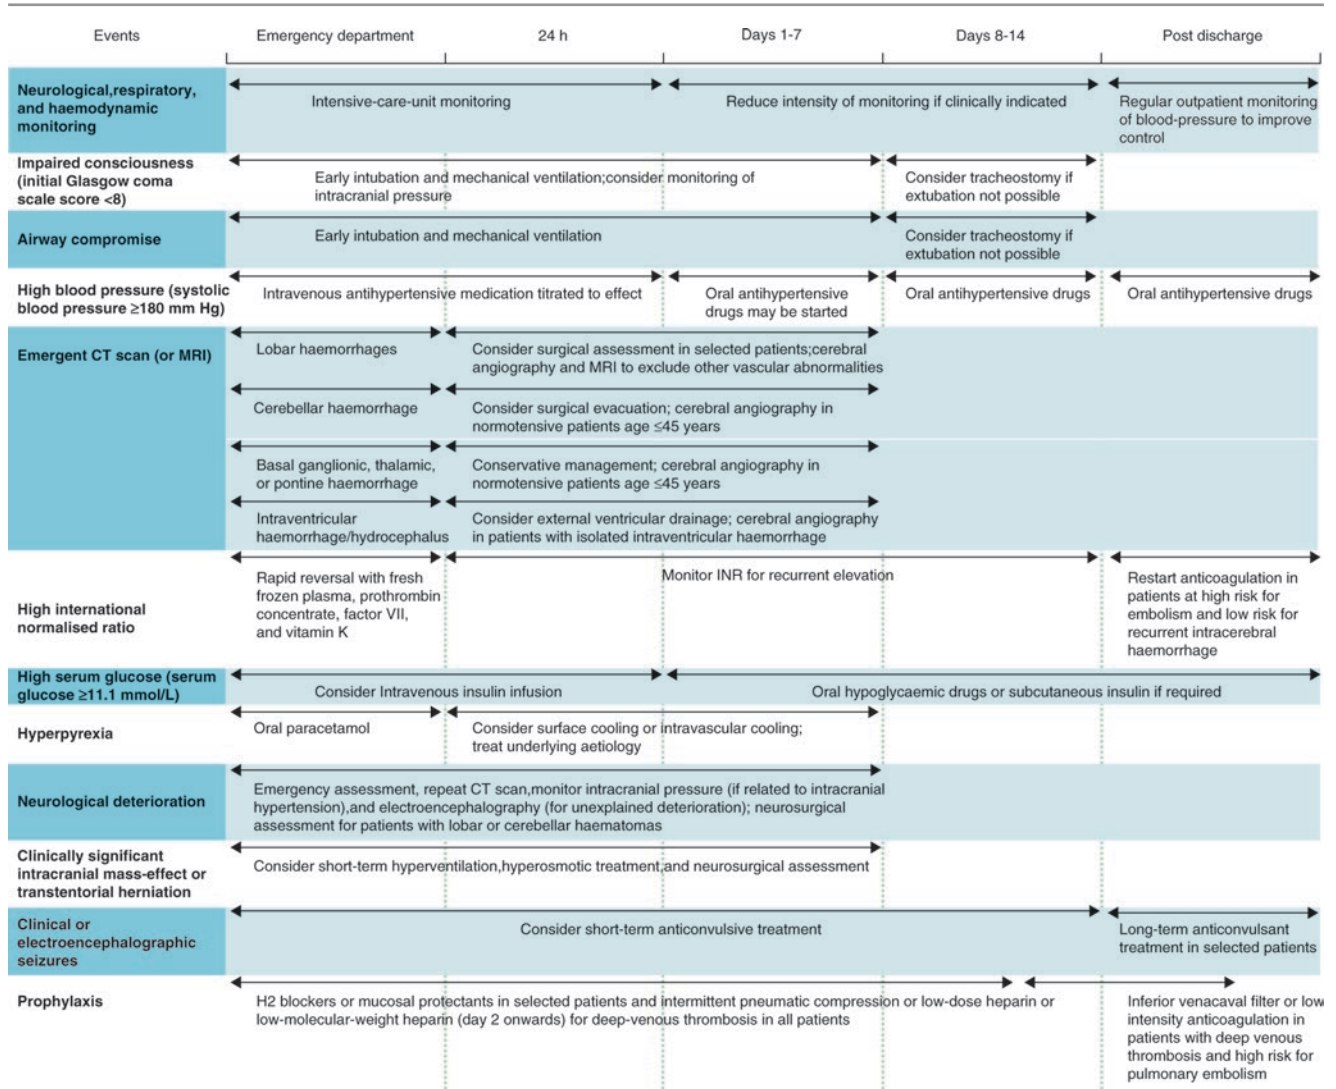 Events
Emergency department
24 h
Days 1-7
Days 8-14
Post discharge
Neurological,respiratory,
and haemodynamic
monitoring
Intensive-care-unit monitoring
Reduce intensity of monitoring if clinically indicated
Regular outpatient monitoring
of blood-pressure to improve
control
Impaired consciousness
(initial Glasgow coma
scale score <8)
Early intubation and mechanical ventilation;consider monitoring of
intracranial pressure
Consider tracheostomy if
extubation not possible
Airway compromise
Early intubation and mechanical ventilation
Consider tracheostomy if
extubation not possible
High blood pressure (systolic
blood pressure ≥180 mm Hg)
Intravenous antihypertensive medication titrated to effect
Oral antihypertensive
drugs may be started
Oral antihypertensive drugs
Oral antihypertensive drugs
Emergent CT scan (or MRI)
Lobar haemorrhages
Consider surgical assessment in selected patients;cerebral
angiography and MRI to exclude other vascular abnormalities
Cerebellar haemorrhage
Consider surgical evacuation; cerebral angiography in
normotensive patients age ≤45 years
Basal ganglionic, thalamic,
or pontine haemorrhage
Conservative management; cerebral angiography in
normotensive patients age ≤45 years
Intraventricular
haemorrhage/hydrocephalus
Consider external ventricular drainage; cerebral angiography
in patients with isolated intraventricular haemorrhage
High international
normalised ratio
Rapid reversal with fresh
frozen plasma, prothrombin
concentrate, factor VII,
and vitamin K
Monitor INR for recurrent elevation
Restart anticoagulation in
patients at high risk for
embolism and low risk for
recurrent intracerebral
haemorrhage
High serum glucose (serum
glucose ≥11.1 mmol/L)
Consider Intravenous insulin infusion
Oral hypoglycaemic drugs or subcutaneous insulin if required
Hyperpyrexia
Oral paracetamol
Consider surface cooling or intravascular cooling;
treat underlying aetiology
Neurological deterioration
Emergency assessment, repeat CT scan,monitor intracranial pressure (if related to intracranial
hypertension),and electroencephalography (for unexplained deterioration); neurosurgical
assessment for patients with lobar or cerebellar haematomas
Clinically significant
intracranial mass-effect or
transtentorial herniation
Consider short-term hyperventilation,hyperosmotic treatment,and neurosurgical assessment
Clinical or
electroencephalographic
seizures
Consider short-term anticonvulsive treatment
Long-term anticonvulsant
treatment in selected patients
Prophylaxis
H2 blockers or mucosal protectants in selected patients and intermittent pneumatic compression or low-dose heparin or
low-molecular-weight heparin (day 2 onwards) for deep-venous thrombosis in all patients
Inferior venacaval filter or low
intensity anticoagulation in
patients with deep venous
thrombosis and high risk for
pulmonary embolism